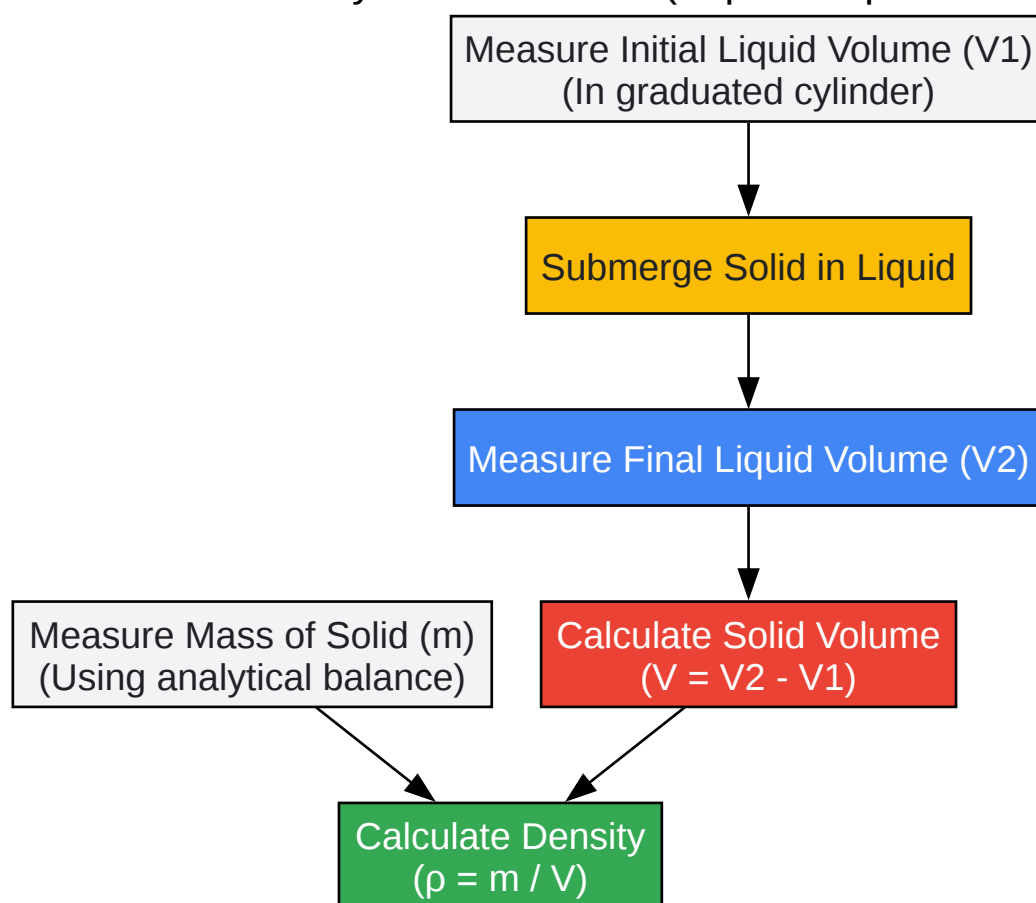 Measure Initial Liquid Volume (V1)
(In graduated cylinder)
Submerge Solid in Liquid
Measure Final Liquid Volume (V2)
Measure Mass of Solid (m)
(Using analytical balance)
Calculate Solid Volume
(V = V2 - V1)
Calculate Density
(ρ = m / V)